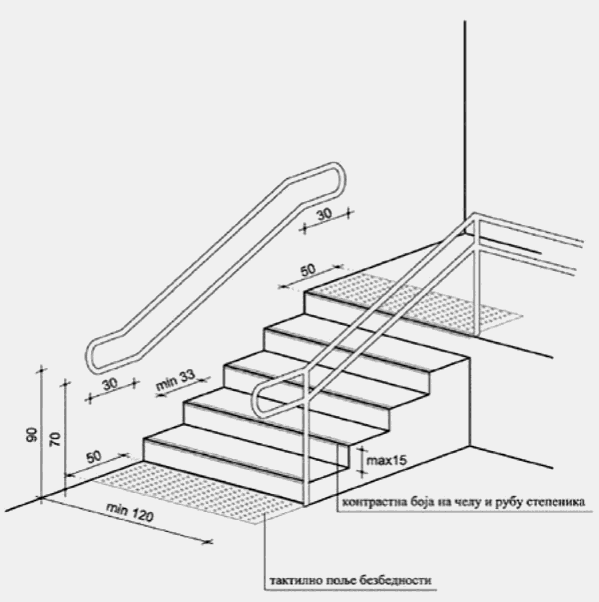 30
50
30
min 33
90
70
50
max15
min 120
контрастна боја на челу и рубу степеника
тактилно поље безбедности